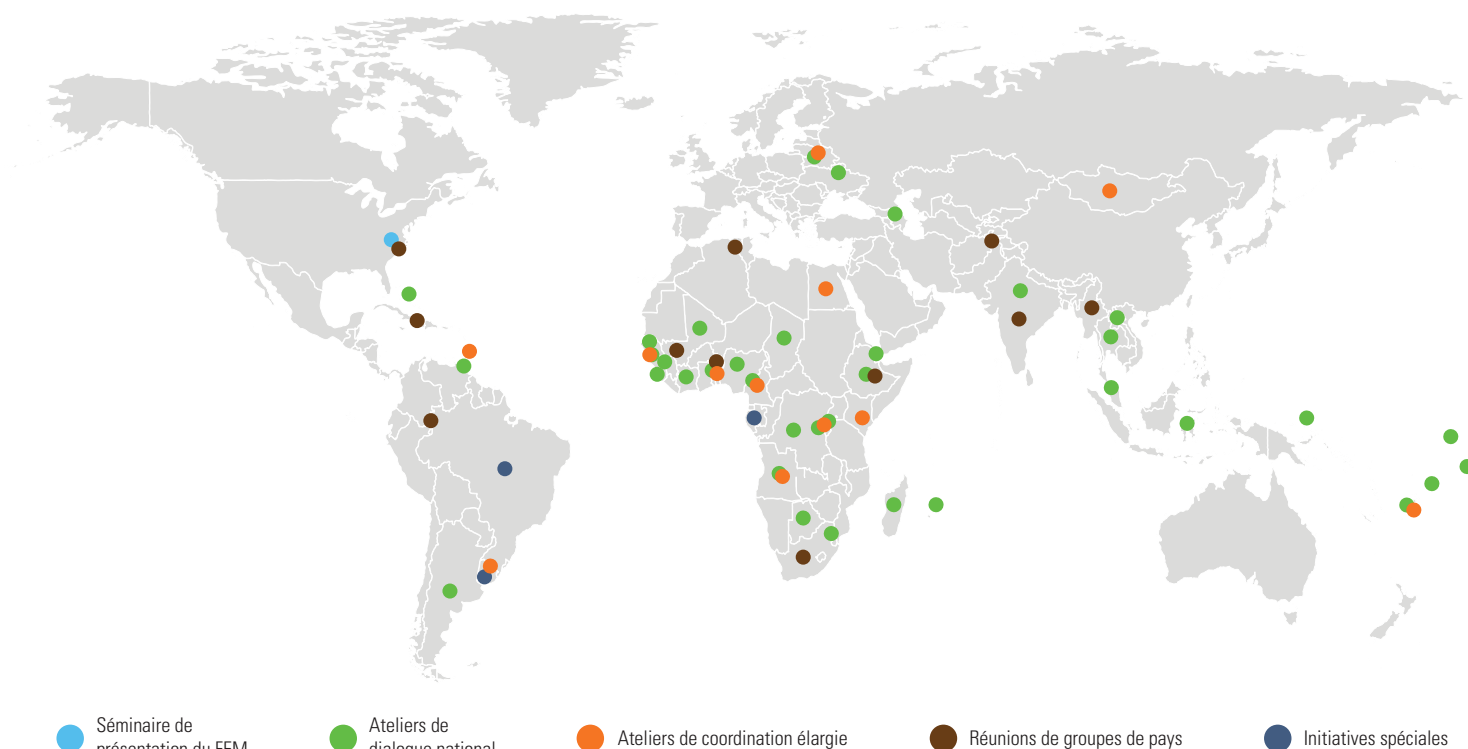 Séminaire de
présentation du FEM
Ateliers de
dialogue national
Ateliers de coordination élargie
Réunions de groupes de pays
Initiatives spéciales